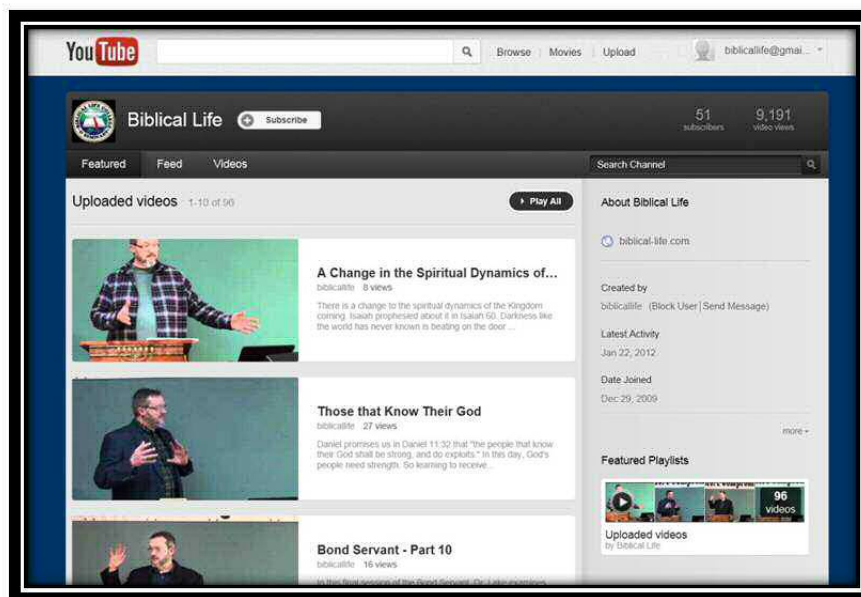 YouTube
Browse Movies Upload biblicallife@gmai...
Biblical Life Subscribe
51 9,191
subscribers video views
Featured Feed Videos Search Channel
Uploaded videos 1-10 of 96 Play All
A Change in the Spiritual Dynamics of...
biblicallife 8 views
There is a change to the spiritual dynamics of the Kingdom
coming. Isaiah prophesied about it in Isaiah 60. Darkness like
the world has never known is beating on the door ...
Those that Know Their God
biblicallife 27 views
Daniel promises us in Daniel 11:32 that "the people that know
their God shall be strong, and do exploits." In this day, God's
people need strength. So learning to receive...
Bond Servant - Part 10
biblicallife 16 views
In this final session of the Bond Servant, Dr. Lake examines
About Biblical Life
biblical-life.com
Created by
biblicallife (Block User | Send Message)
Latest Activity
Jan 22, 2012
Date Joined
Dec 29, 2009
more
Featured Playlists
96
videos
Uploaded videos
by Biblical Life